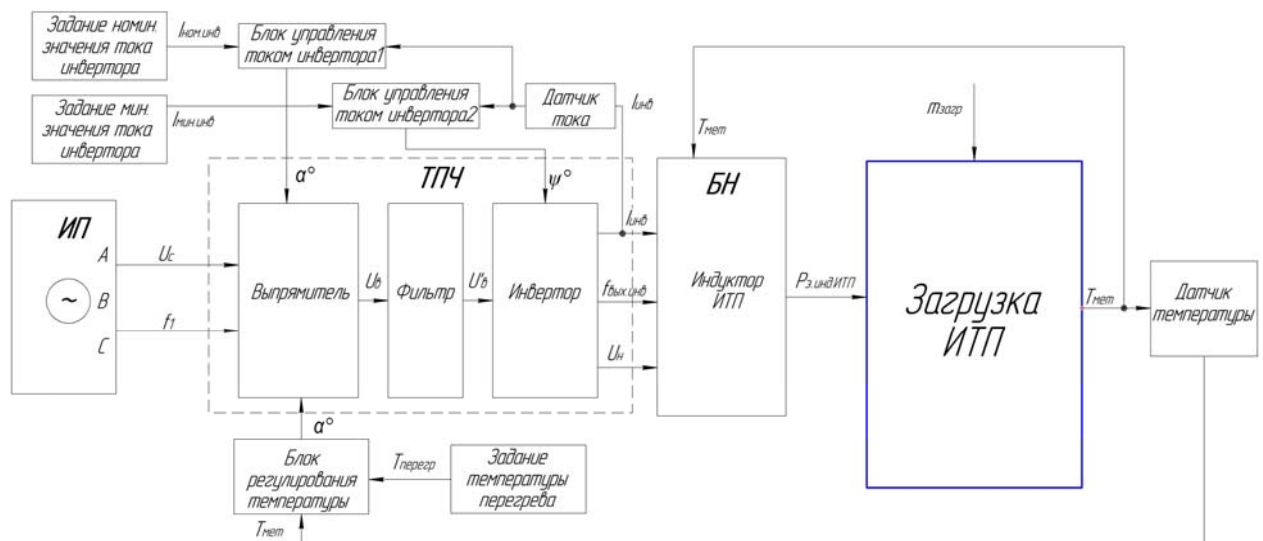 Задание номин.
значения тока
инвертора
Iном.инв
Блок управления
током инвертора1
Задание мин.
значения тока
инвертора
Iмин.инв
Блок управления
током инвертора2
Датчик
тока
Iинв
Tмет
mзагр
α°
ТПЧ
ψ°
БН
ИП
A
B
C
~
Uс
f1
Выпрямитель
Uв
Фильтр
U'в
Инвертор
Iинв
fвых.инв
Uн
Индуктор
ИТП
Pз.индИТП
Загрузка
ИТП
Tмет
Датчик
температуры
α°
Блок
регулирования
температуры
Tперегр
Задание
температуры
перегрева
Tмет